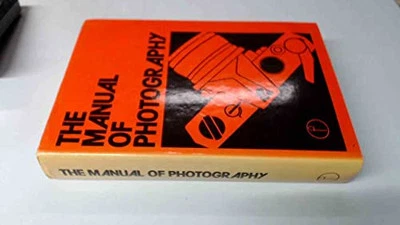 THE
MANUAL
OF
PHOTOGRAPHY
THE MANUAL OF PHOTOGRAPHY